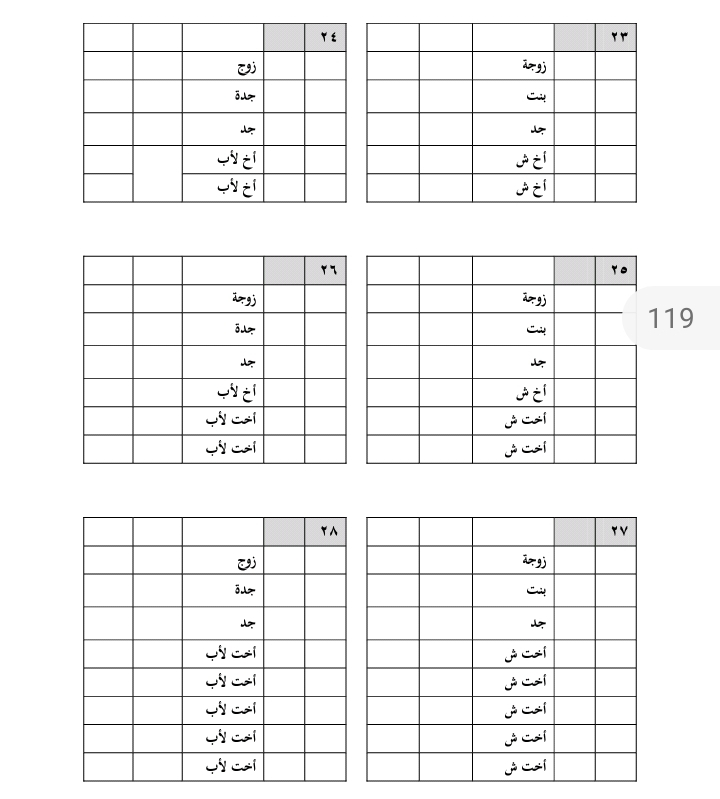 ٢٣
زوجة
بنت
جد
أخ ش
أخ ش
٢٤
زوج
جدة
جد
أخ لأب
أخ لأب
٢٥
زوجة
بنت
جد
أخ ش
أخت ش
أخت ش
٢٦
زوجة
جدة
جد
أخ لأب
أخت لأب
أخت لأب
119
٢٧
زوجة
بنت
جد
أخت ش
أخت ش
أخت ش
أخت ش
أخت ش
٢٨
زوج
جدة
جد
أخت لأب
أخت لأب
أخت لأب
أخت لأب
أخت لأب